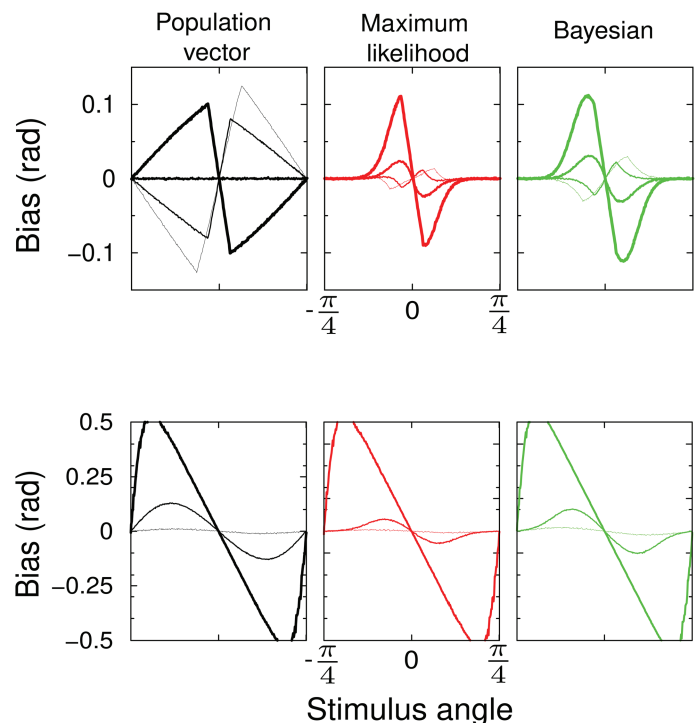 Population vector
Maximum likelihood
Bayesian
Bias (rad)
0.1
0
−0.1
-π/4
0
π/4
Bias (rad)
0.5
0.25
0
−0.25
−0.5
-π/4
0
π/4
Stimulus angle